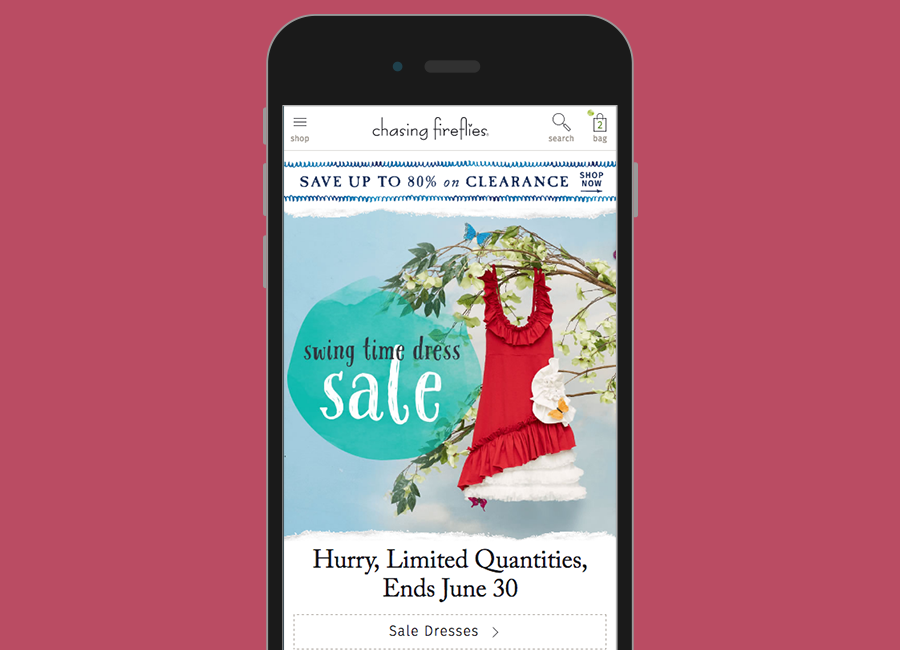 shop
chasing fireflies®
search
2
bag
SAVE UP TO 80% on CLEARANCE
SHOP
NOW
swing time dress
sale
Hurry, Limited Quantities,
Ends June 30
Sale Dresses >